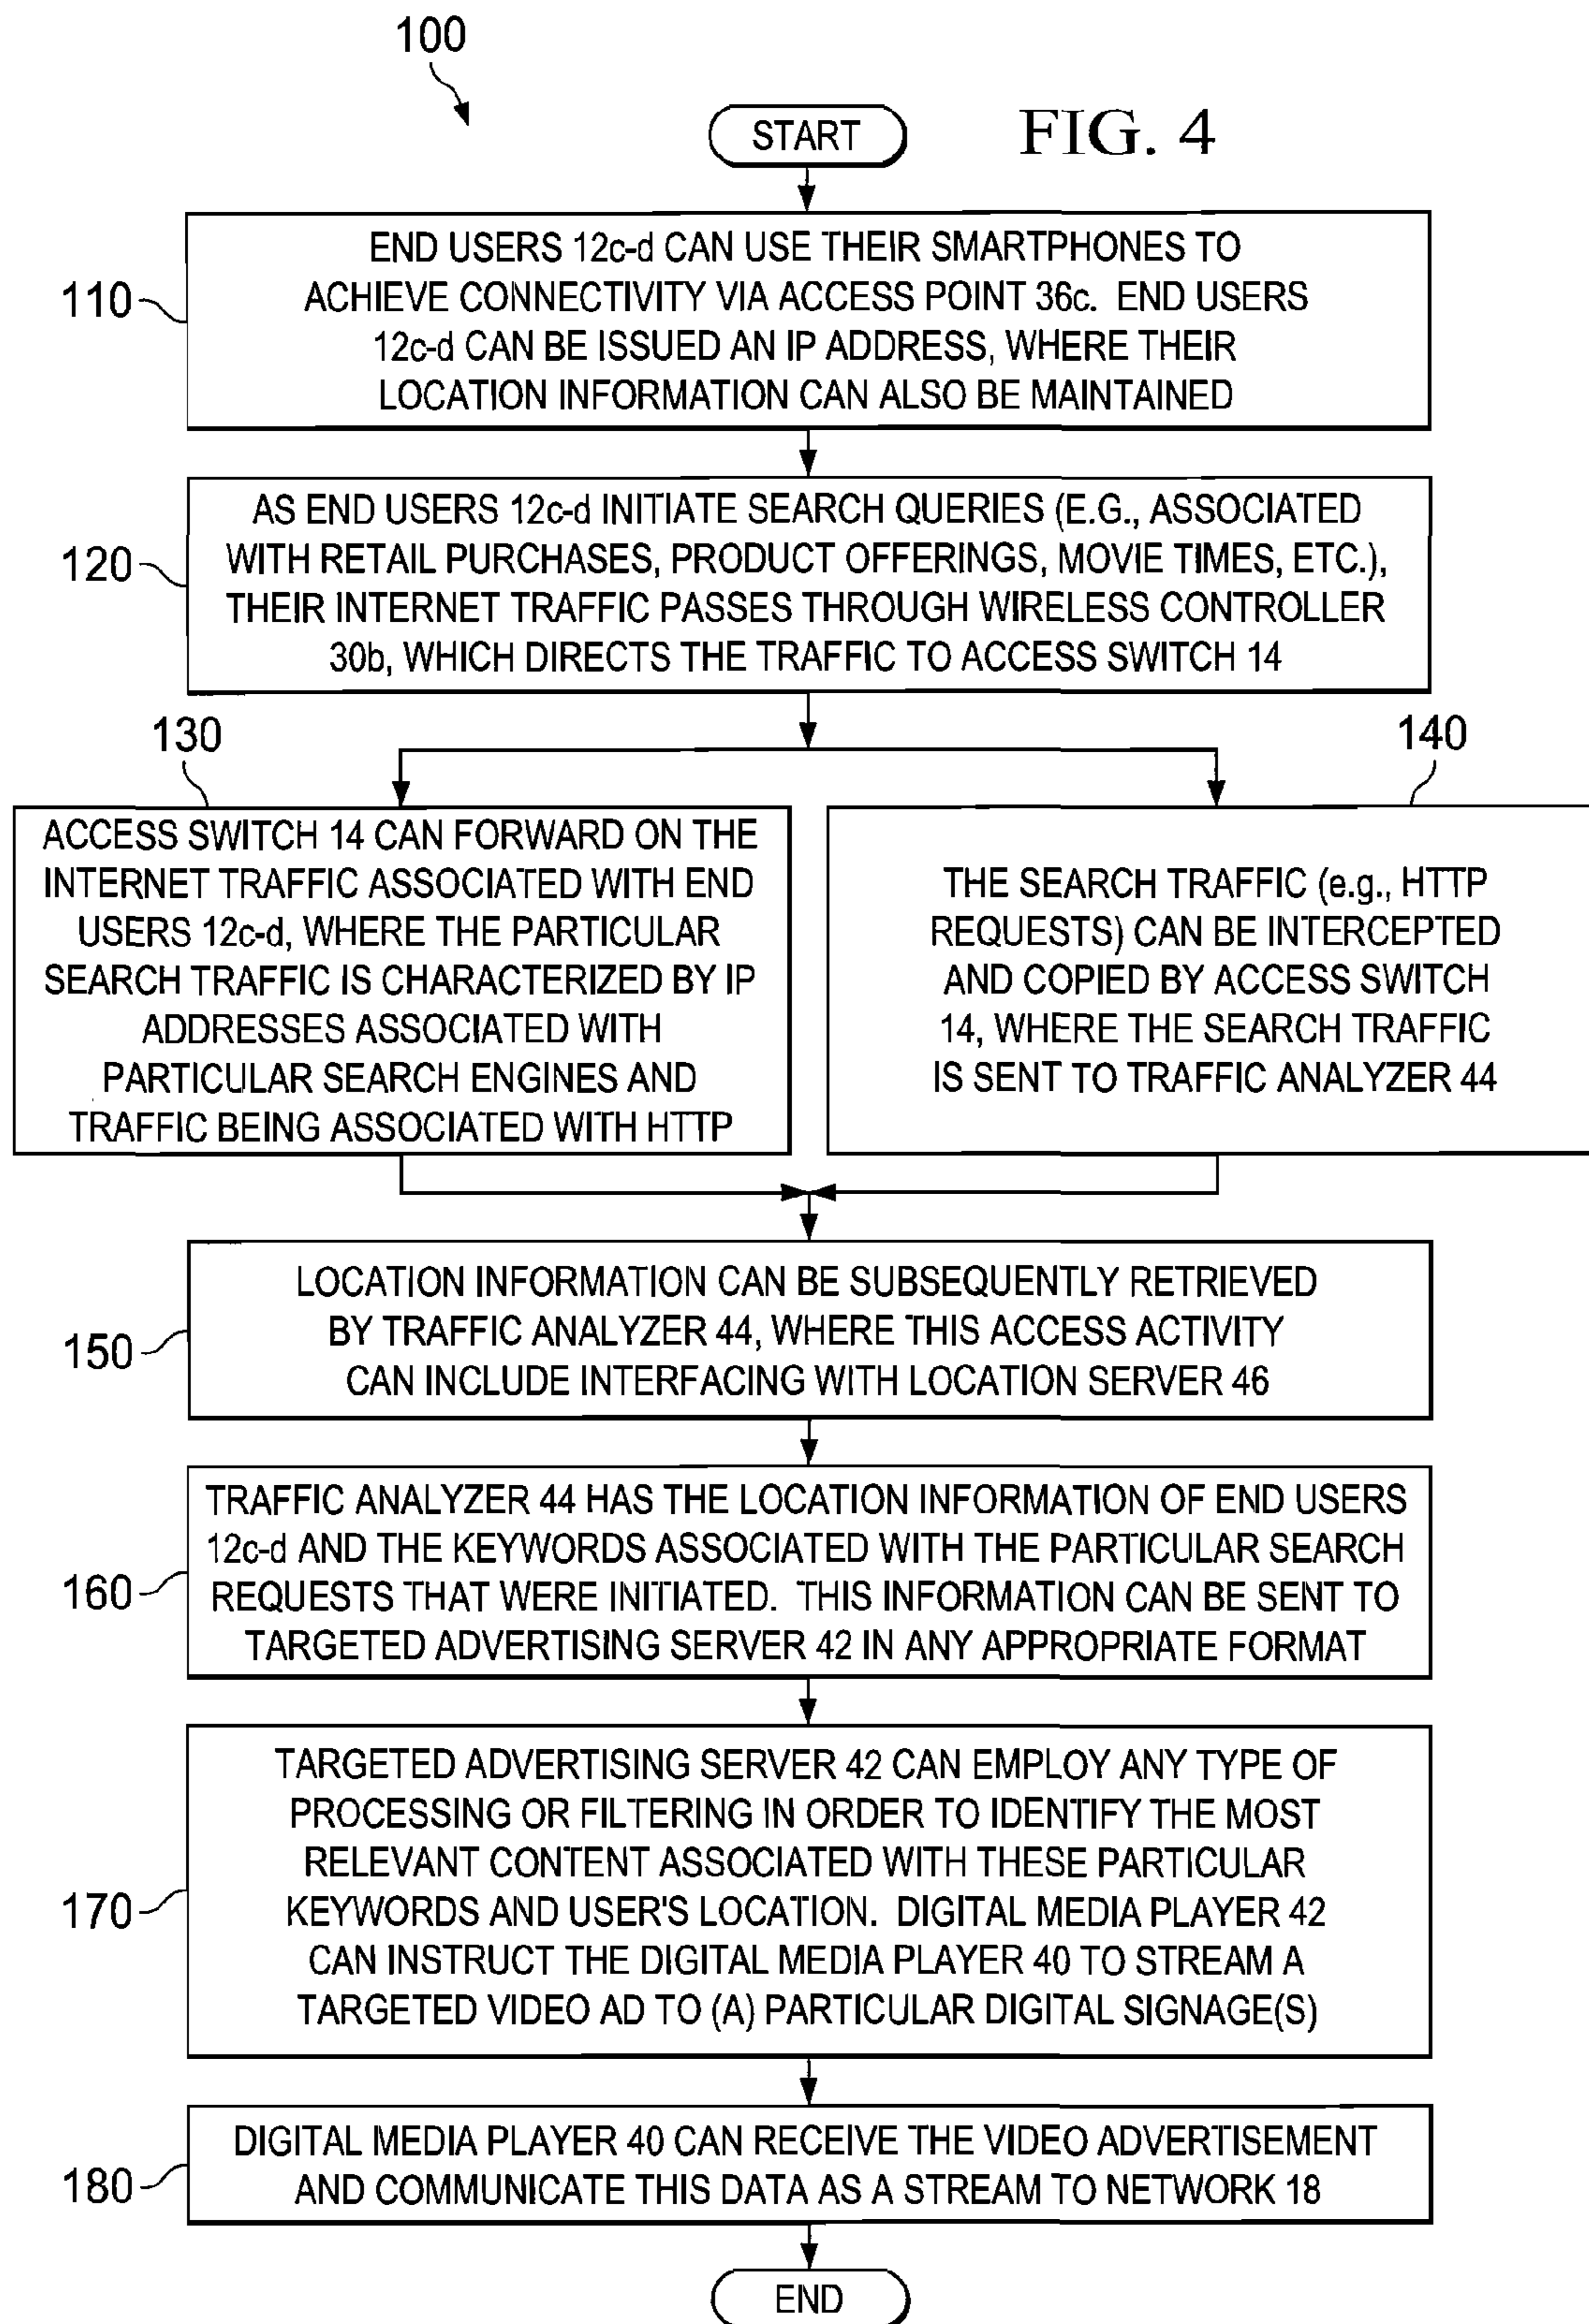 100
START
FIG. 4
110
END USERS 12c-d CAN USE THEIR SMARTPHONES TO
ACHIEVE CONNECTIVITY VIA ACCESS POINT 36c. END USERS
12c-d CAN BE ISSUED AN IP ADDRESS, WHERE THEIR
LOCATION INFORMATION CAN ALSO BE MAINTAINED
120
AS END USERS 12c-d INITIATE SEARCH QUERIES (E.G., ASSOCIATED
WITH RETAIL PURCHASES, PRODUCT OFFERINGS, MOVIE TIMES, ETC.),
THEIR INTERNET TRAFFIC PASSES THROUGH WIRELESS CONTROLLER
30b, WHICH DIRECTS THE TRAFFIC TO ACCESS SWITCH 14
130
ACCESS SWITCH 14 CAN FORWARD ON THE
INTERNET TRAFFIC ASSOCIATED WITH END
USERS 12c-d, WHERE THE PARTICULAR
SEARCH TRAFFIC IS CHARACTERIZED BY IP
ADDRESSES ASSOCIATED WITH
PARTICULAR SEARCH ENGINES AND
TRAFFIC BEING ASSOCIATED WITH HTTP
140
THE SEARCH TRAFFIC (e.g., HTTP
REQUESTS) CAN BE INTERCEPTED
AND COPIED BY ACCESS SWITCH
14, WHERE THE SEARCH TRAFFIC
IS SENT TO TRAFFIC ANALYZER 44
150
LOCATION INFORMATION CAN BE SUBSEQUENTLY RETRIEVED
BY TRAFFIC ANALYZER 44, WHERE THIS ACCESS ACTIVITY
CAN INCLUDE INTERFACING WITH LOCATION SERVER 46
160
TRAFFIC ANALYZER 44 HAS THE LOCATION INFORMATION OF END USERS
12c-d AND THE KEYWORDS ASSOCIATED WITH THE PARTICULAR SEARCH
REQUESTS THAT WERE INITIATED. THIS INFORMATION CAN BE SENT TO
TARGETED ADVERTISING SERVER 42 IN ANY APPROPRIATE FORMAT
170
TARGETED ADVERTISING SERVER 42 CAN EMPLOY ANY TYPE OF
PROCESSING OR FILTERING IN ORDER TO IDENTIFY THE MOST
RELEVANT CONTENT ASSOCIATED WITH THESE PARTICULAR
KEYWORDS AND USER'S LOCATION. DIGITAL MEDIA PLAYER 42
CAN INSTRUCT THE DIGITAL MEDIA PLAYER 40 TO STREAM A
TARGETED VIDEO AD TO (A) PARTICULAR DIGITAL SIGNAGE(S)
180
DIGITAL MEDIA PLAYER 40 CAN RECEIVE THE VIDEO ADVERTISEMENT
AND COMMUNICATE THIS DATA AS A STREAM TO NETWORK 18
END